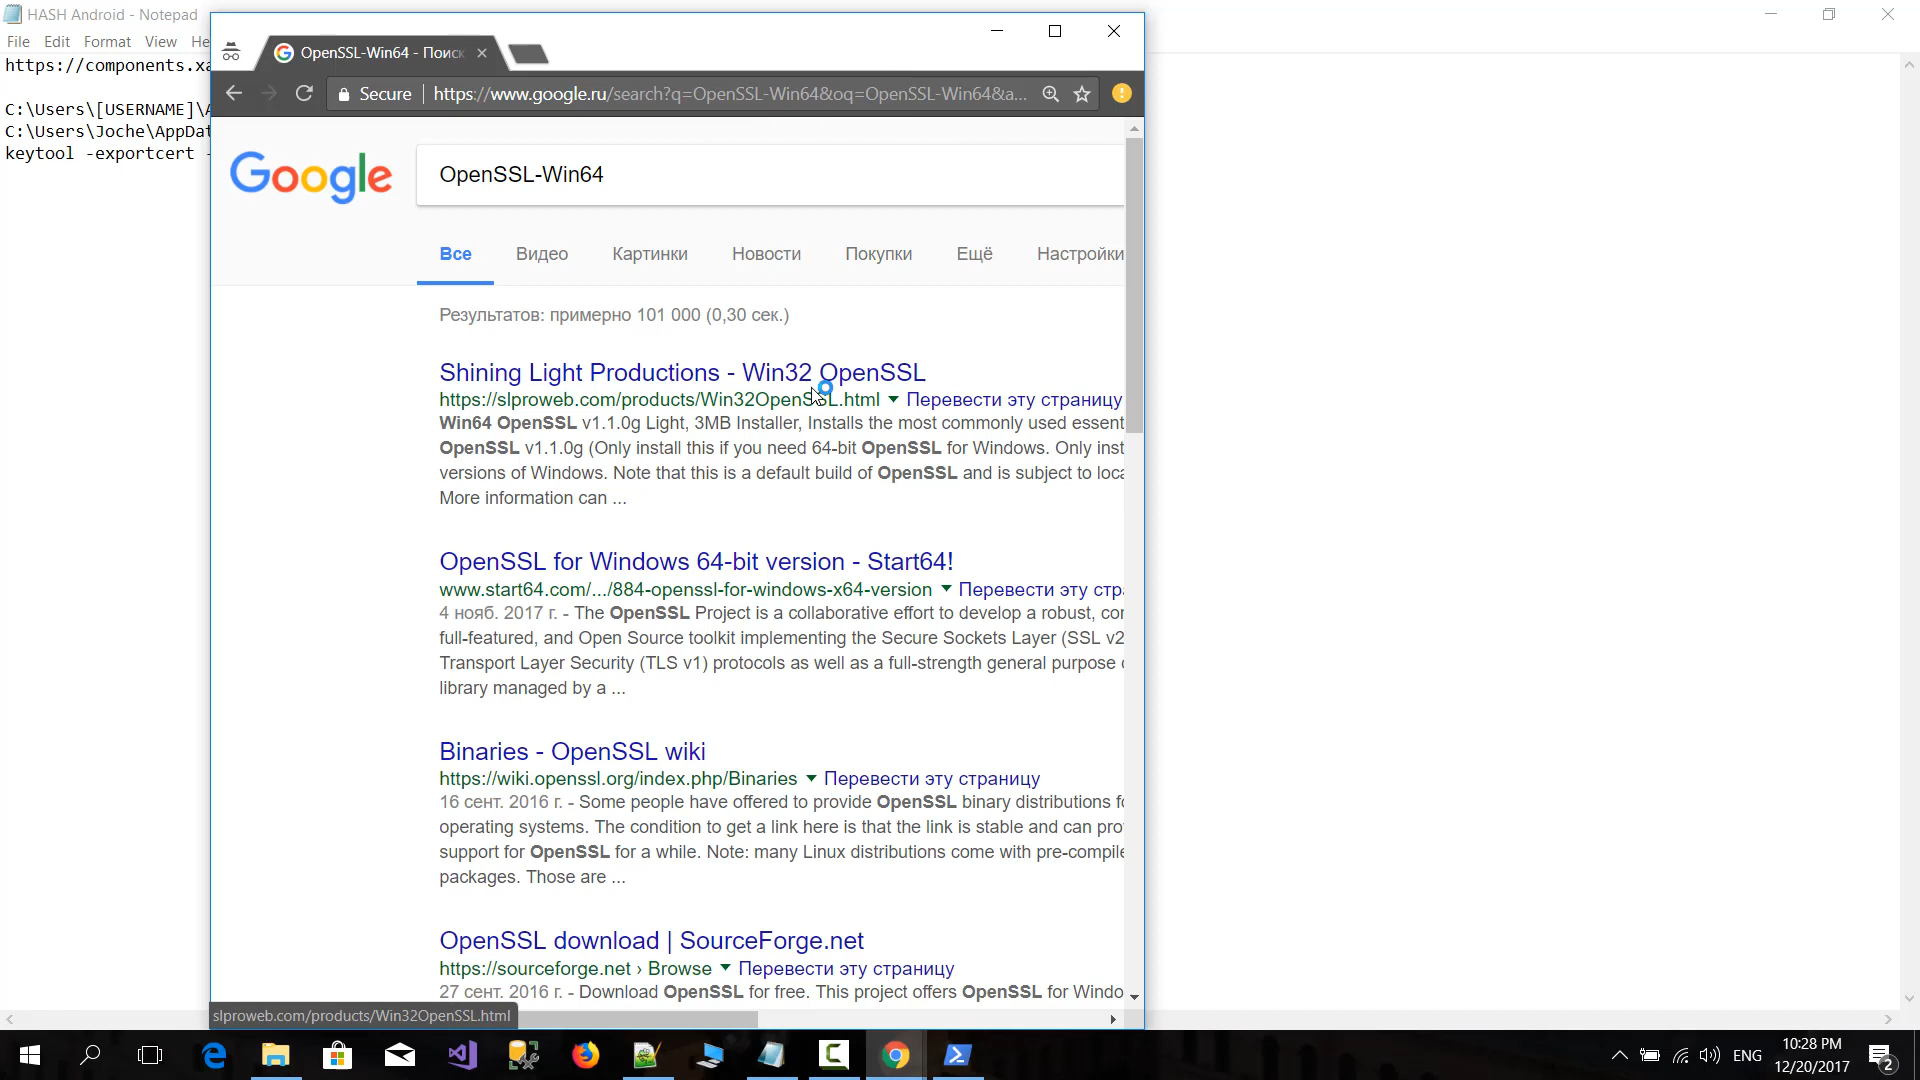 HASH Android - Notepad
File Edit Format View He
https://components.xa
C:\Users\[USERNAME]\A
C:\Users\Joche\AppDat
keytool -exportcert -
OpenSSL-Win64 - Поиск
Secure https://www.google.ru/search?q=OpenSSL-Win64&oq=OpenSSL-Win64&a...
Google
OpenSSL-Win64
Все Видео Картинки Новости Покупки Ещё Настройки
Результатов: примерно 101 000 (0,30 сек.)
Shining Light Productions - Win32 OpenSSL
https://slproweb.com/products/Win32OpenSSL.html Перевести эту страницу
Win64 OpenSSL v1.1.0g Light, 3MB Installer, Installs the most commonly used essent
OpenSSL v1.1.0g (Only install this if you need 64-bit OpenSSL for Windows. Only inst
versions of Windows. Note that this is a default build of OpenSSL and is subject to loca
More information can ...
OpenSSL for Windows 64-bit version - Start64!
www.start64.com/.../884-openssl-for-windows-x64-version Перевести эту стра
4 нояб. 2017 г. - The OpenSSL Project is a collaborative effort to develop a robust, con
full-featured, and Open Source toolkit implementing the Secure Sockets Layer (SSL v2
Transport Layer Security (TLS v1) protocols as well as a full-strength general purpose c
library managed by a ...
Binaries - OpenSSL wiki
https://wiki.openssl.org/index.php/Binaries Перевести эту страницу
16 сент. 2016 г. - Some people have offered to provide OpenSSL binary distributions fo
operating systems. The condition to get a link here is that the link is stable and can prov
support for OpenSSL for a while. Note: many Linux distributions come with pre-compile
packages. Those are ...
OpenSSL download | SourceForge.net
https://sourceforge.net › Browse Перевести эту страницу
27 сент. 2016 г. - Download OpenSSL for free. This project offers OpenSSL for Windo
slproweb.com/products/Win32OpenSSL.html
ENG
10:28 PM
12/20/2017
2